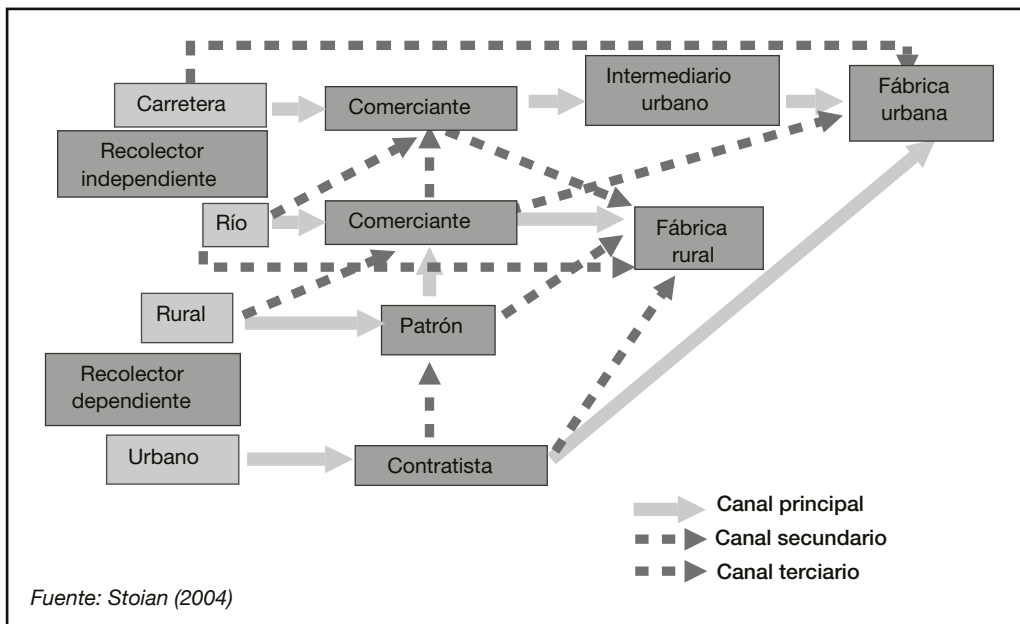 Carretera
Comerciante
Intermediario
urbano
Fábrica
urbana
Recolector
independiente
Río
Comerciante
Fábrica
rural
Rural
Patrón
Recolector
dependiente
Urbano
Contratista
Canal principal
Canal secundario
Canal terciario
Fuente: Stoian (2004)